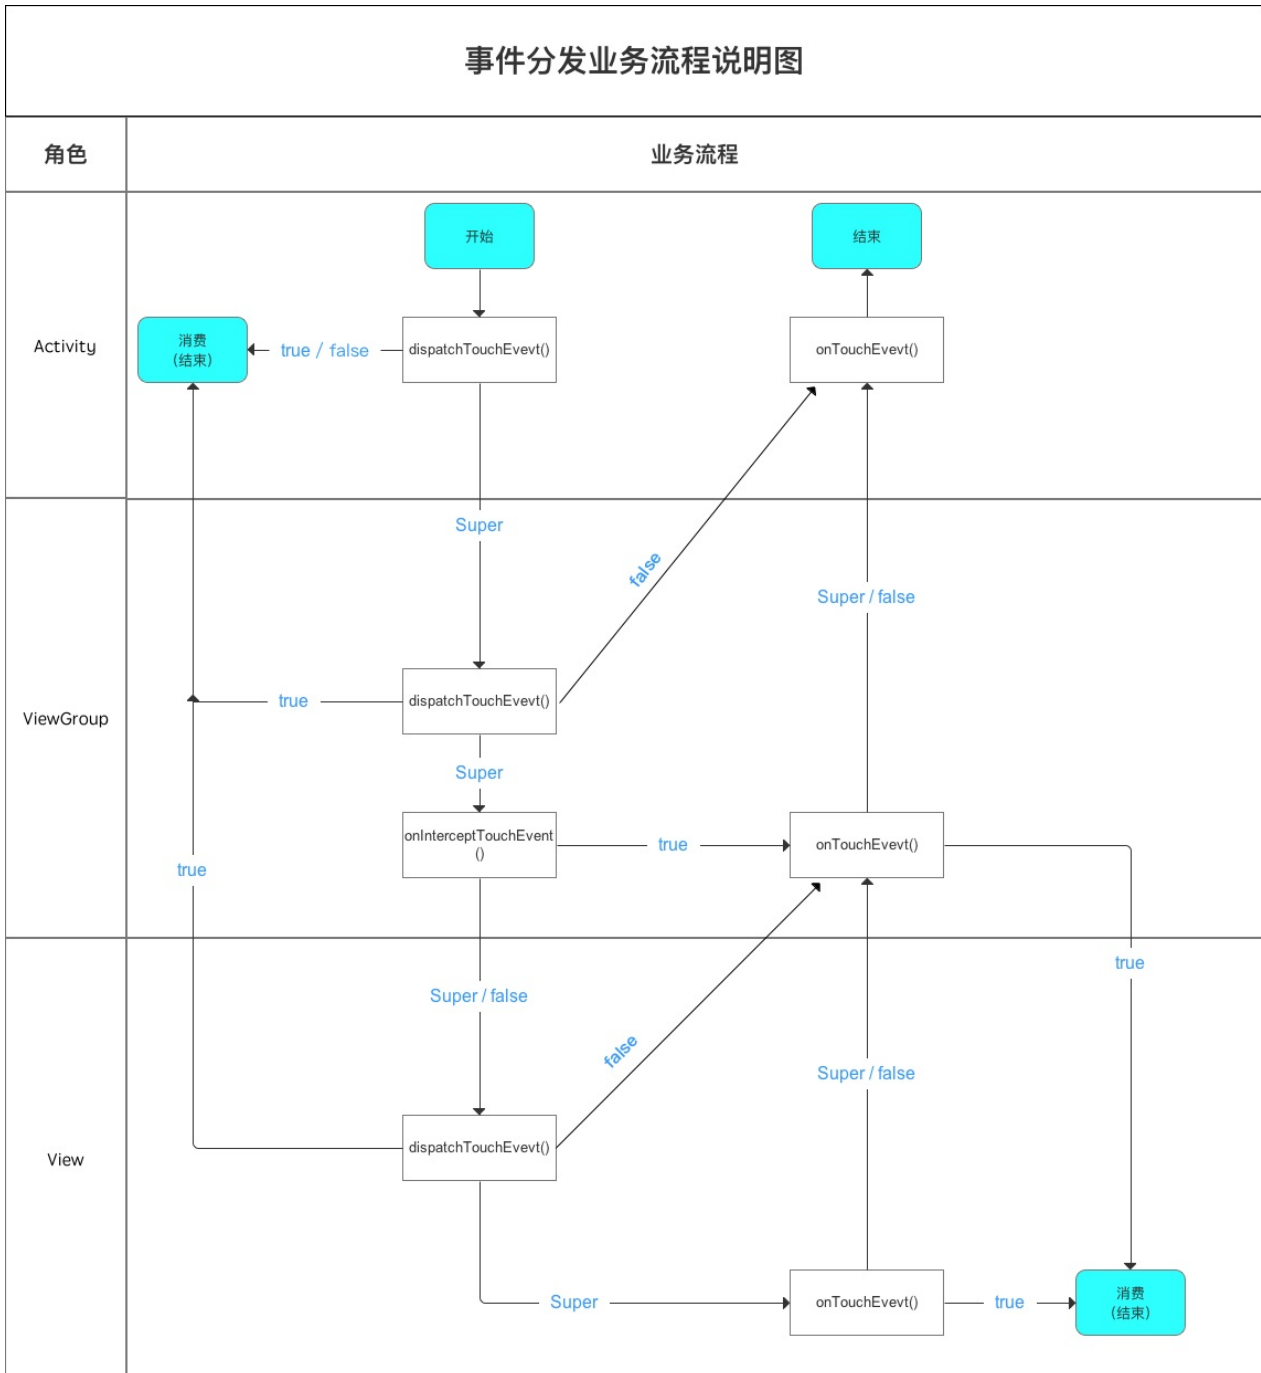 事件分发业务流程说明图
角色
业务流程
开始
结束
Activity
消费
(结束)
true / false
dispatchTouchEvevt()
onTouchEvevt()
Super
false
Super / false
ViewGroup
true
dispatchTouchEvevt()
Super
onInterceptTouchEvent
()
true
onTouchEvevt()
true
true
Super / false
false
Super / false
View
dispatchTouchEvevt()
Super
onTouchEvevt()
true
消费
(结束)